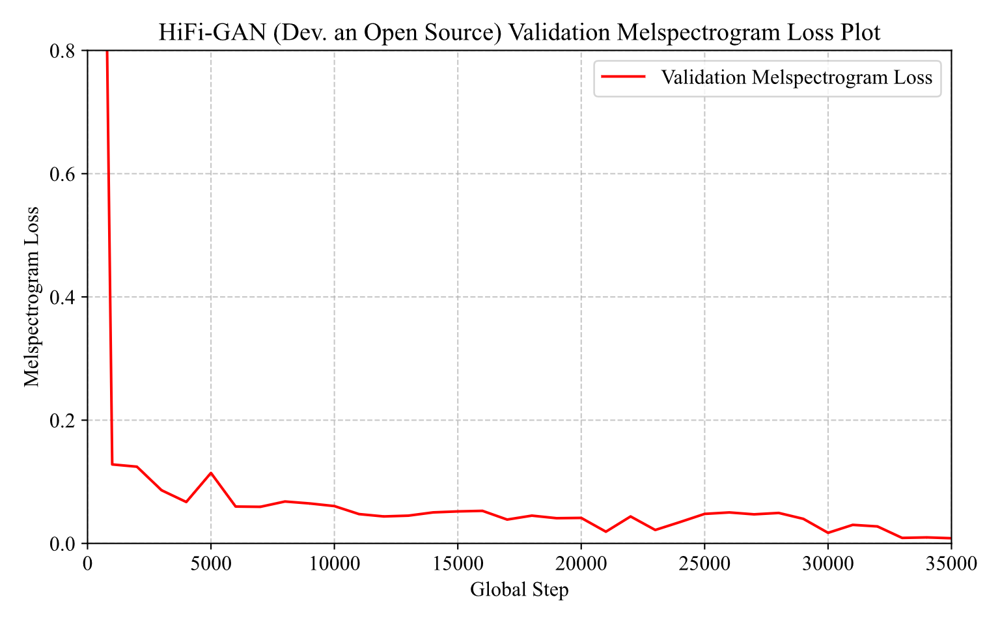 HiFi-GAN (Dev. an Open Source) Validation Melspectrogram Loss Plot
Validation Melspectrogram Loss
Melspectrogram Loss
0.8
0.6
0.4
0.2
0.0
0 5000 10000 15000 20000 25000 30000 35000
Global Step